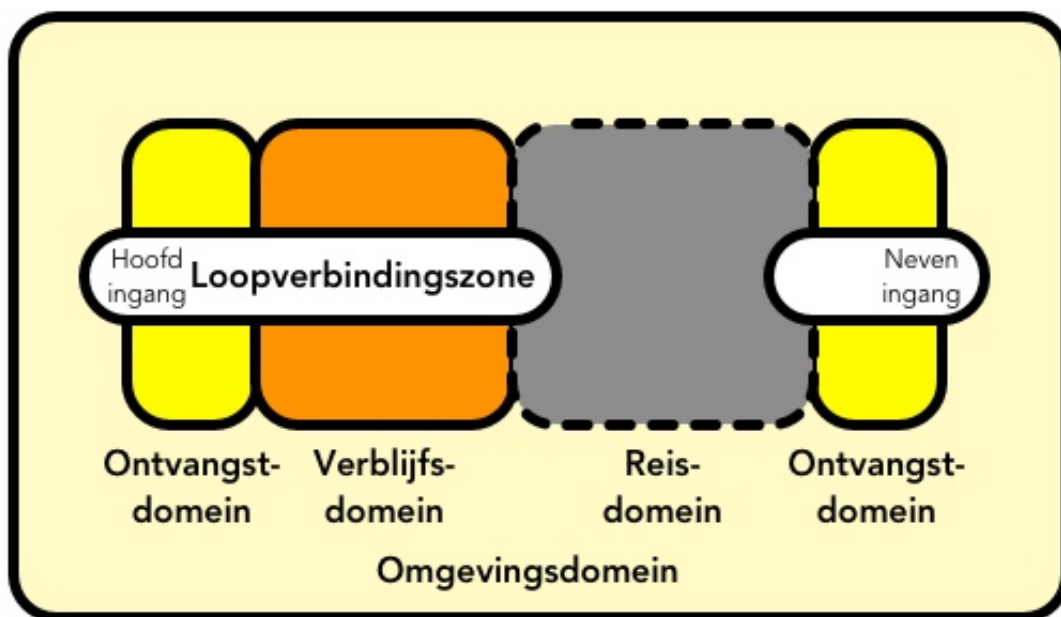 Hoofd
ingang
Loopverbindingszone
Neven
ingang
Ontvangst-
domein
Verblijfs-
domein
Reis-
domein
Ontvangst-
domein
Omgevingsdomein